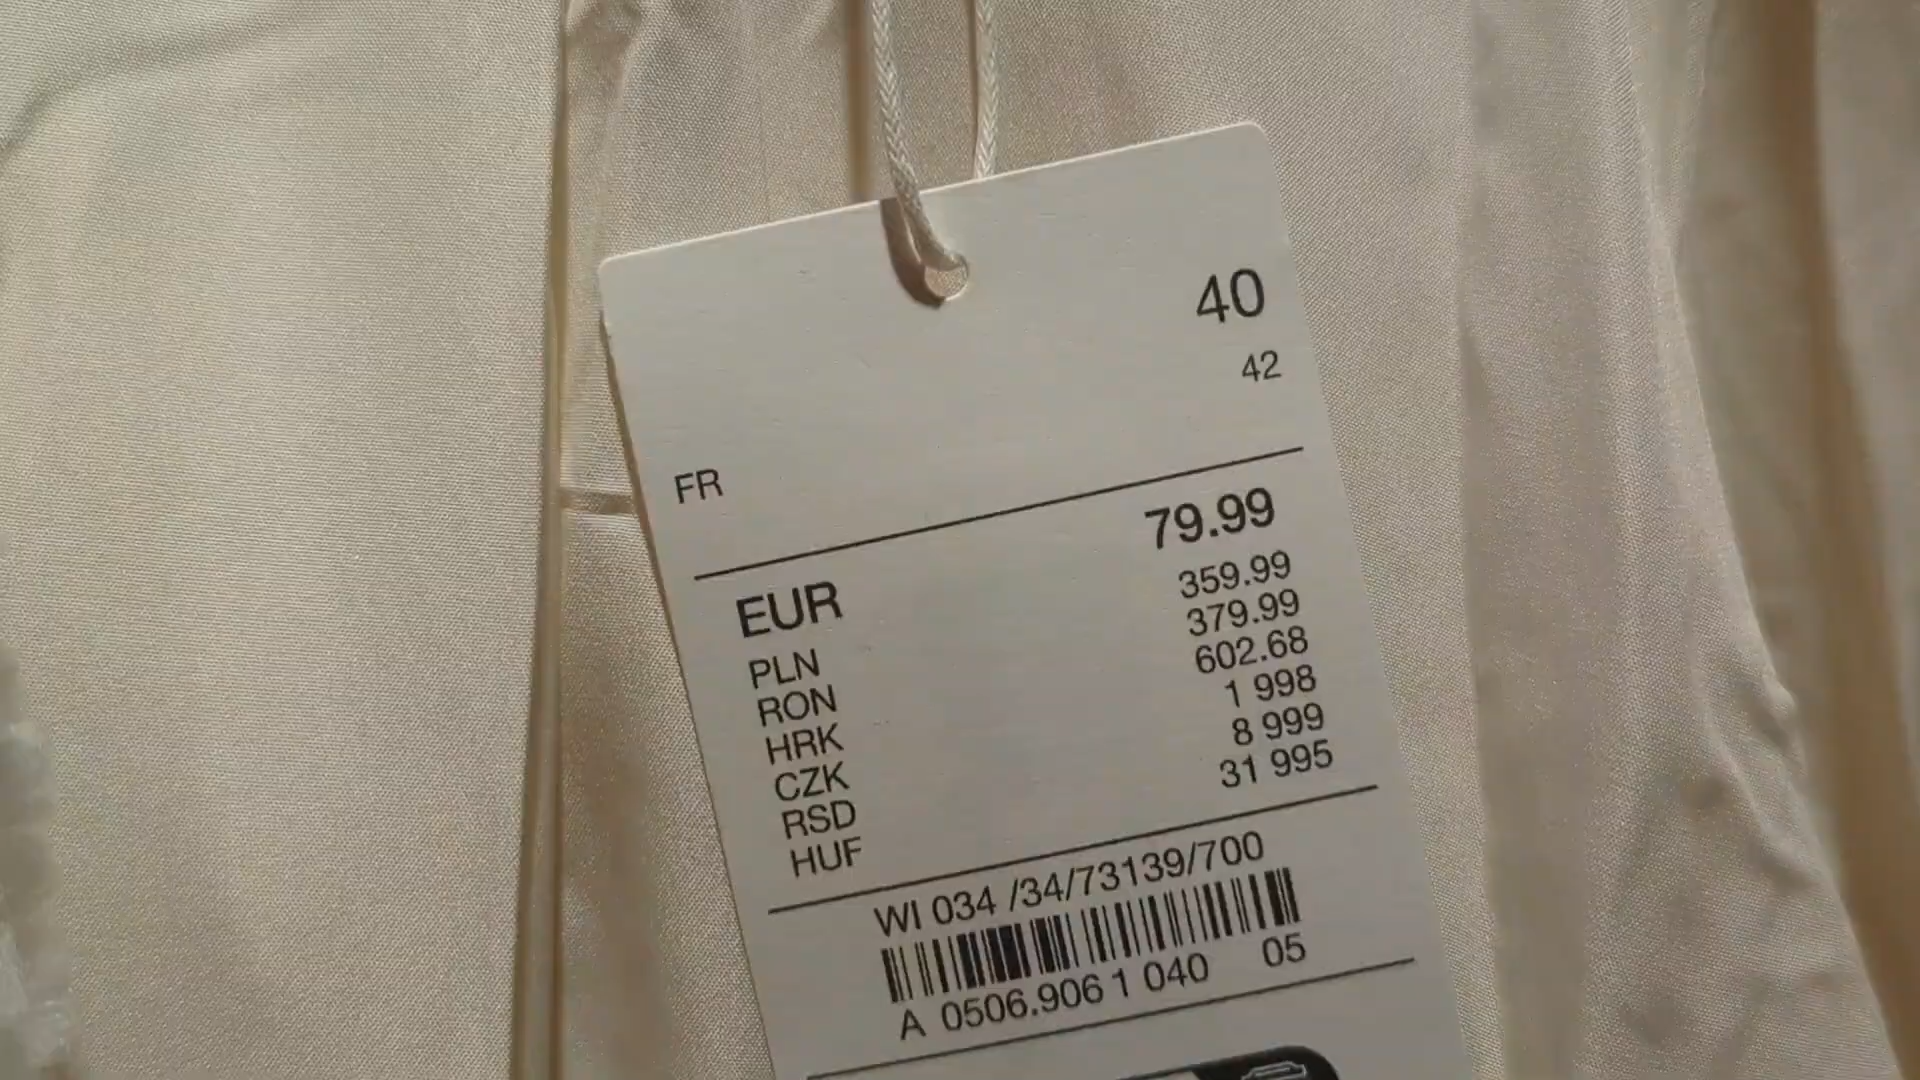 40
42
FR
EUR 79.99
PLN 359.99
RON 379.99
HRK 602.68
CZK 1 998
RSD 8 999
HUF 31 995
WI 034 /34/73139/700
A 0506.906 1 040 05